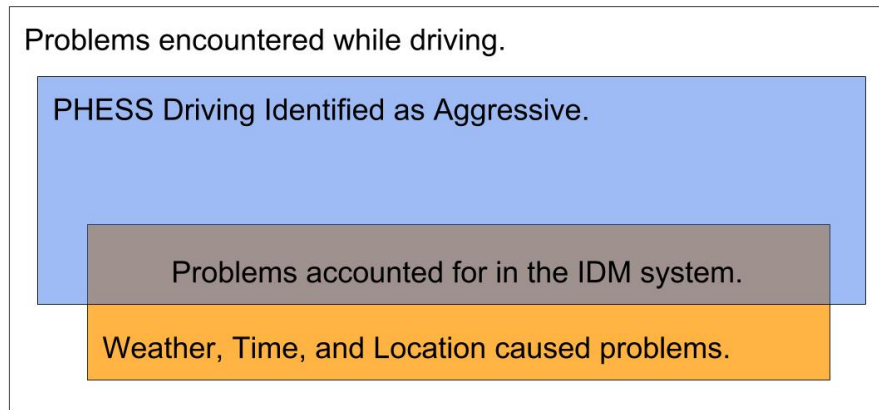 Problems encountered while driving.
PHESS Driving Identified as Aggressive.
Problems accounted for in the IDM system.
Weather, Time, and Location caused problems.